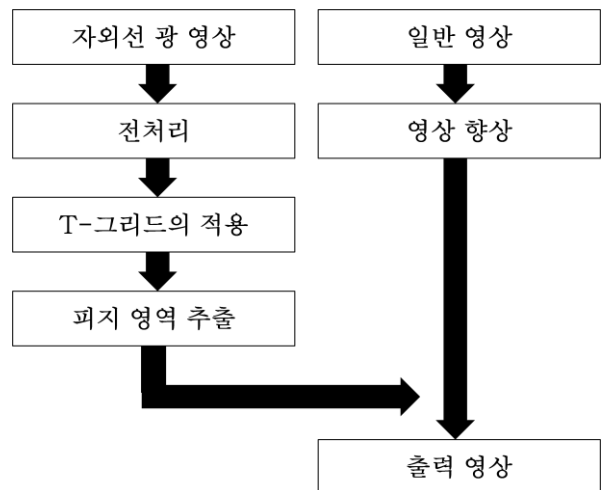 자외선 광 영상
일반 영상
전처리
영상 향상
T-그리드의 적용
피지 영역 추출
출력 영상